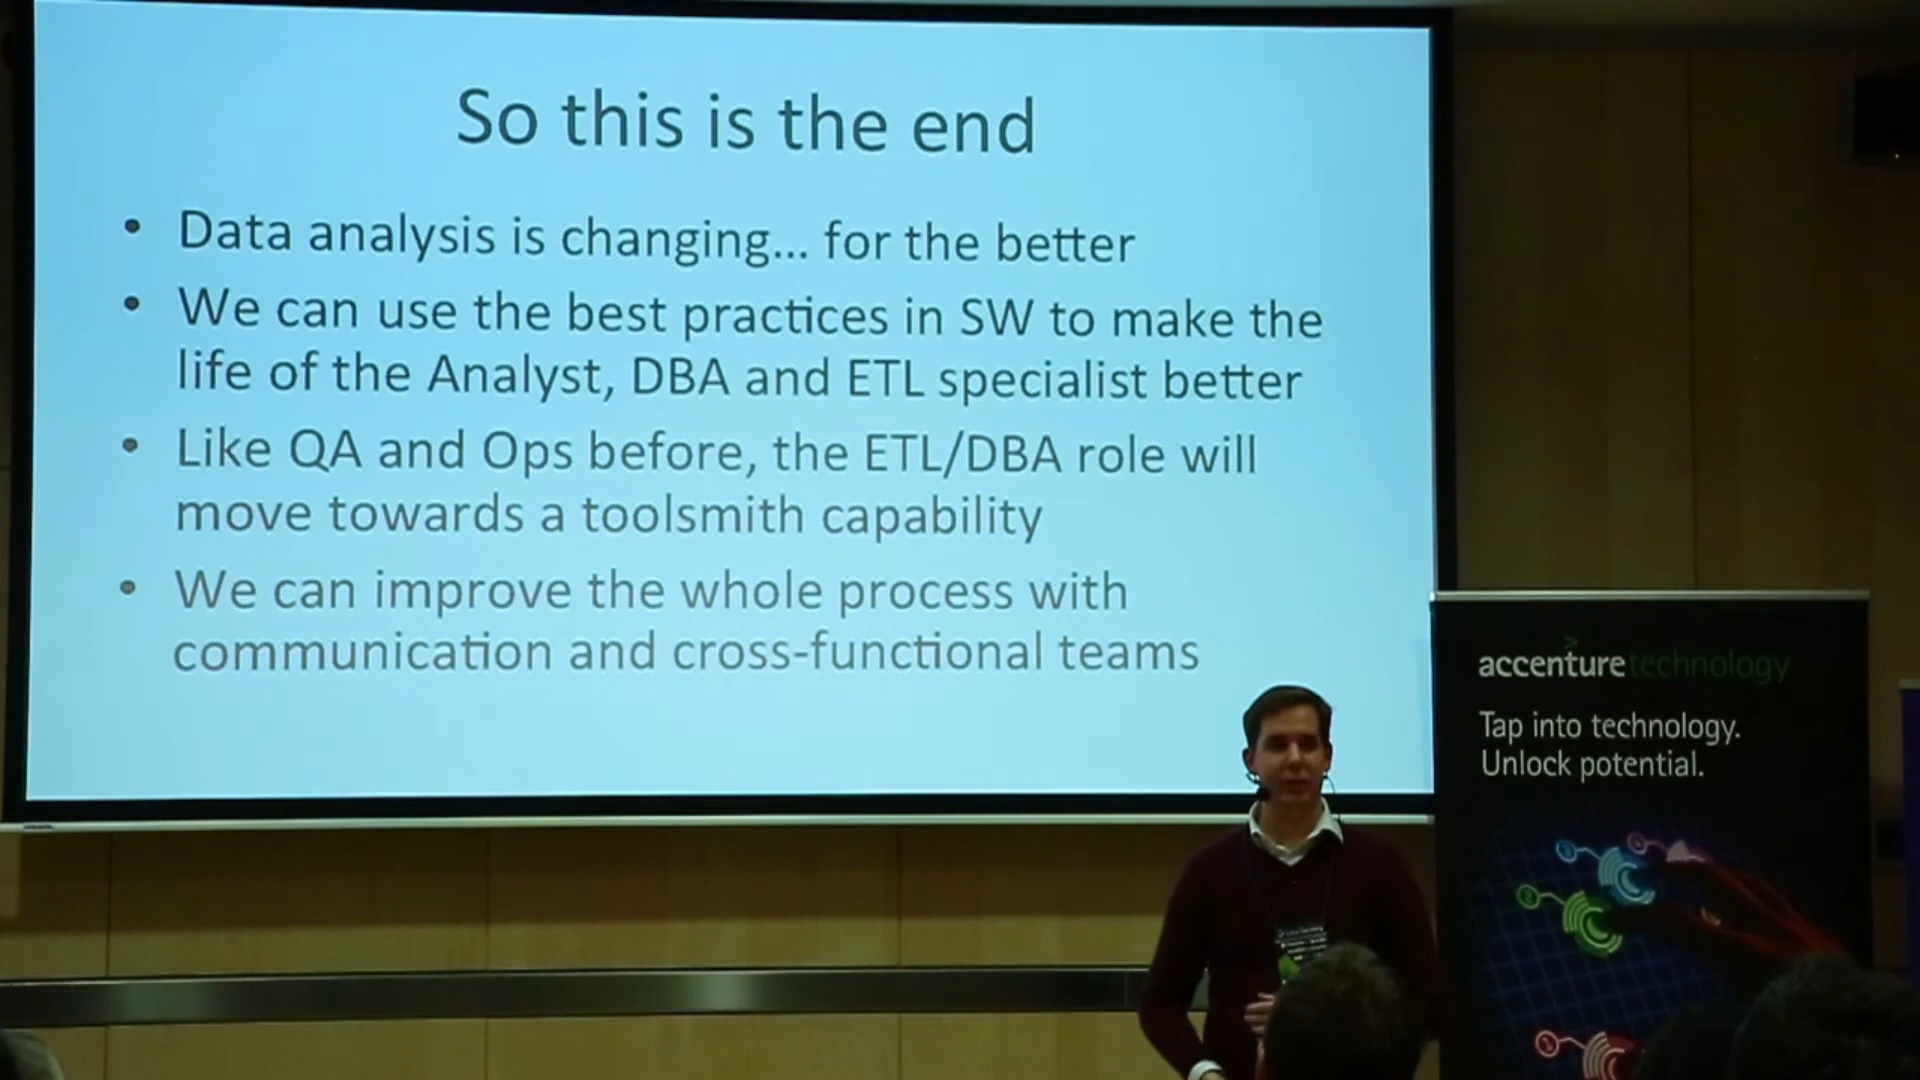 So this is the end
• Data analysis is changing... for the better
• We can use the best practices in SW to make the
life of the Analyst, DBA and ETL specialist better
• Like QA and Ops before, the ETL/DBA role will
move towards a toolsmith capability
• We can improve the whole process with
communication and cross-functional teams
accenturetechnology
Tap into technology.
Unlock potential.